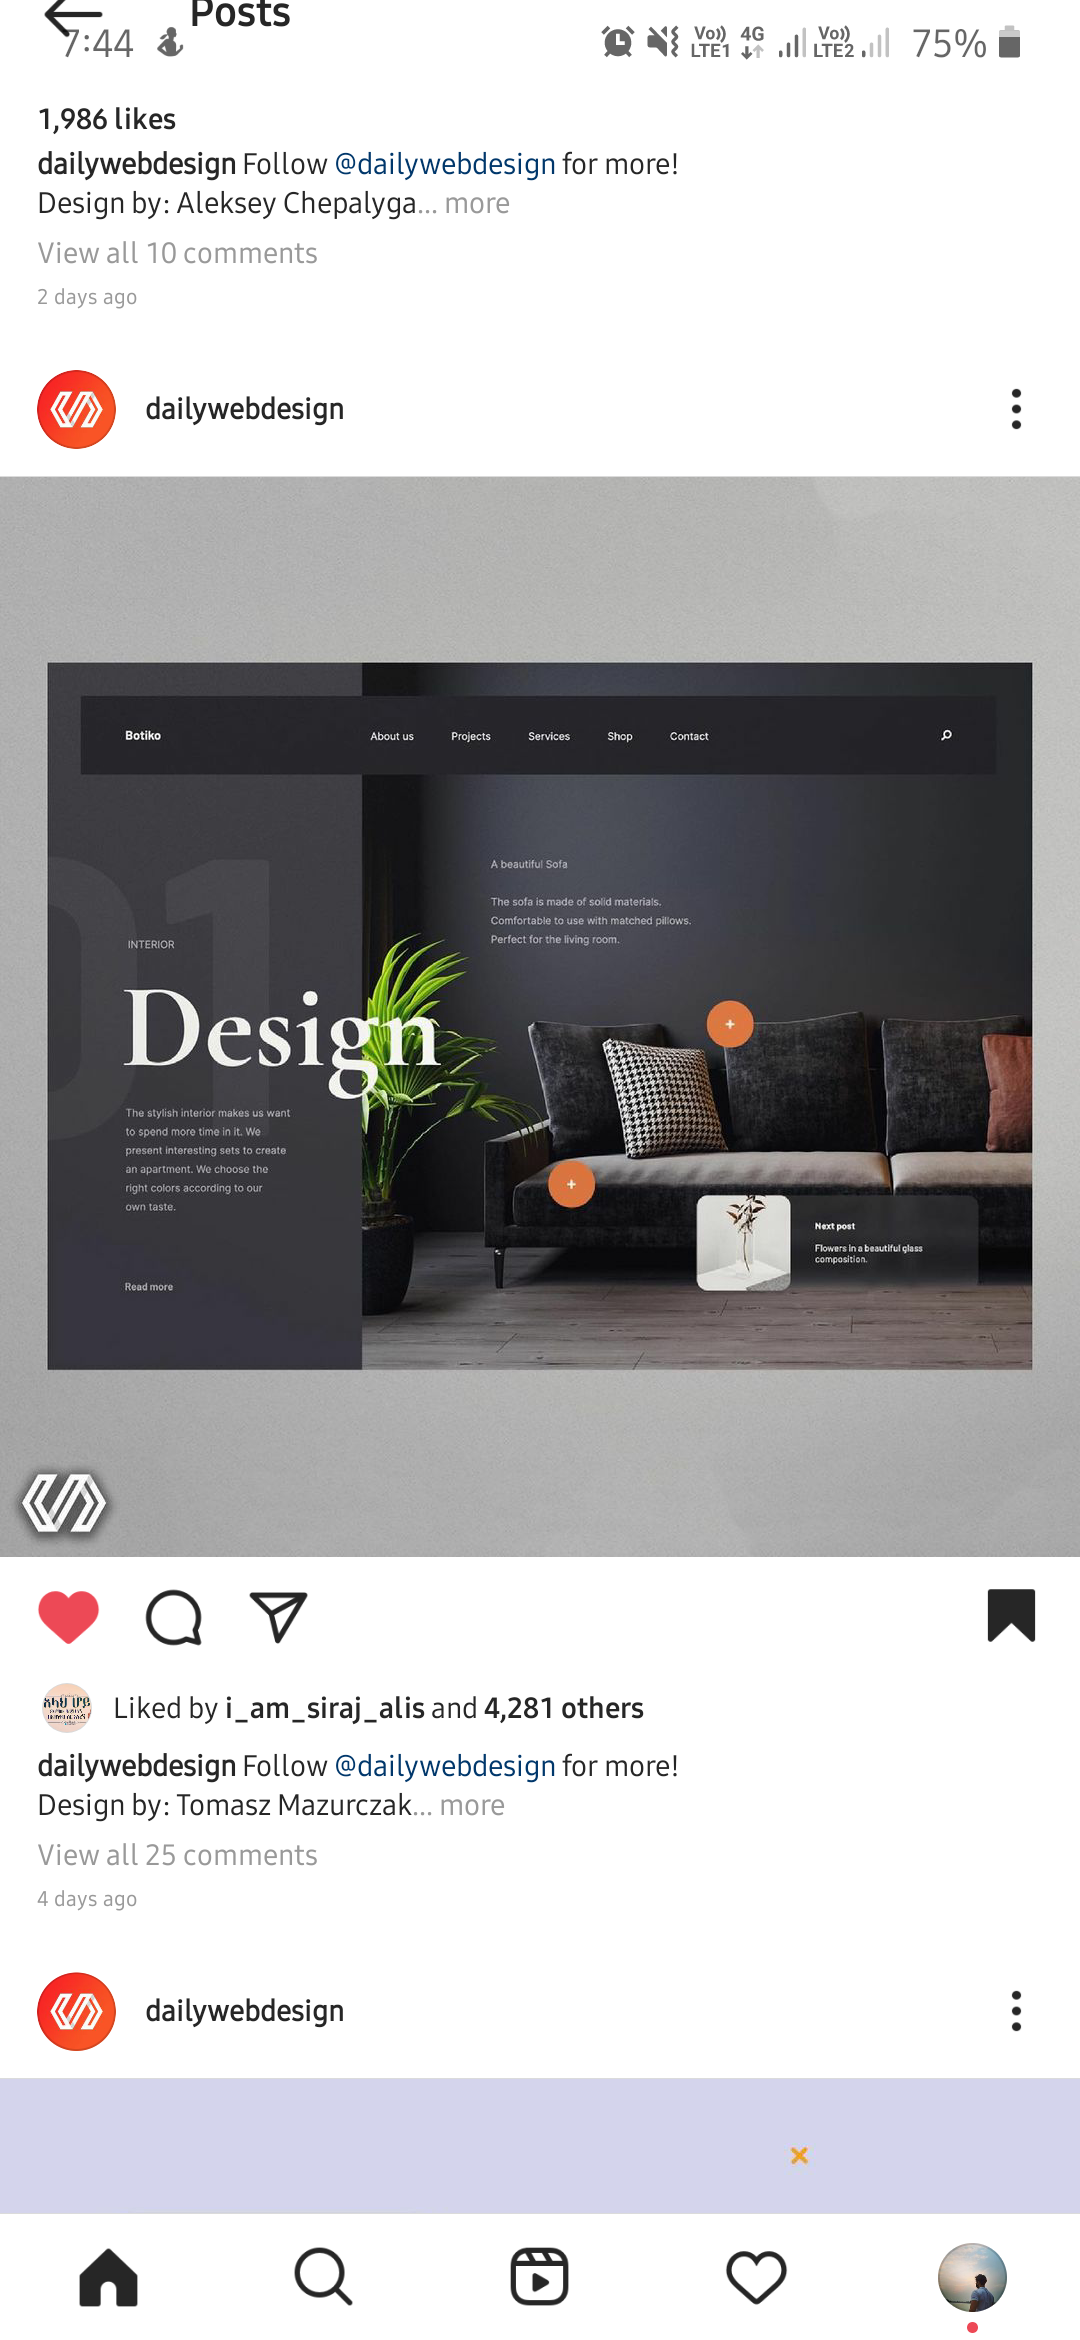 Posts
7:44
Vo)) LTE1 4G Vo)) LTE2 75%
1,986 likes
dailywebdesign Follow @dailywebdesign for more!
Design by: Aleksey Chepalyga... more
View all 10 comments
2 days ago
dailywebdesign
Botiko About us Projects Services Shop Contact
01
A beautiful Sofa
The sofa is made of solid materials.
Comfortable to use with matched pillows.
Perfect for the living room.
INTERIOR
Design
The stylish interior makes us want
to spend more time in it. We
present interesting sets to create
an apartment. We choose the
right colors according to our
own taste.
Read more
Next post
Flowers in a beautiful glass
composition.
Liked by i_am_siraj_alis and 4,281 others
dailywebdesign Follow @dailywebdesign for more!
Design by: Tomasz Mazurczak... more
View all 25 comments
4 days ago
dailywebdesign